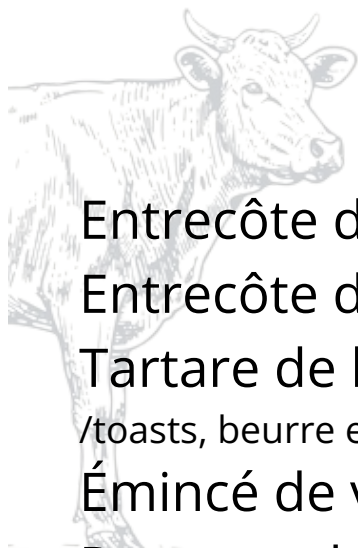 Entrecôte d
Entrecôte d
Tartare de
/toasts, beurre e
Émincé de v